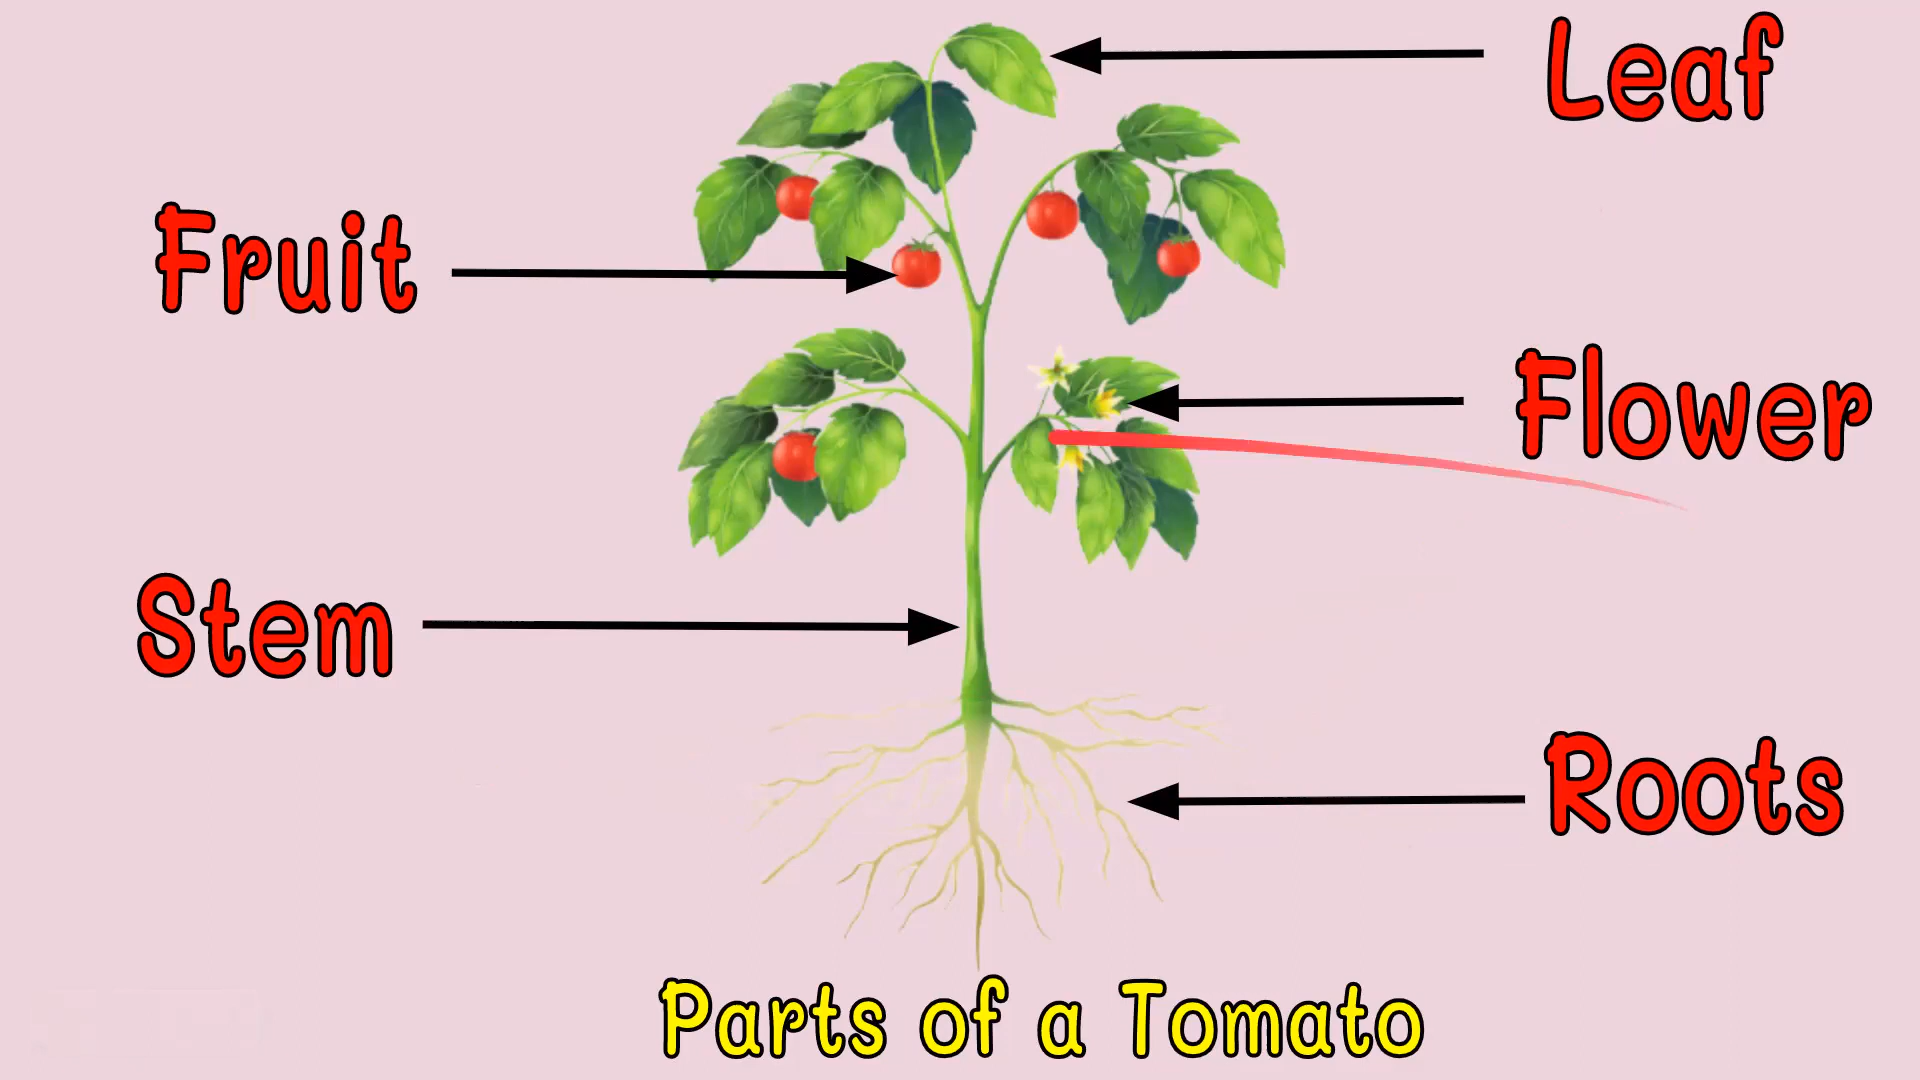 Leaf
Fruit
Flower
Stem
Roots
Parts of a Tomato